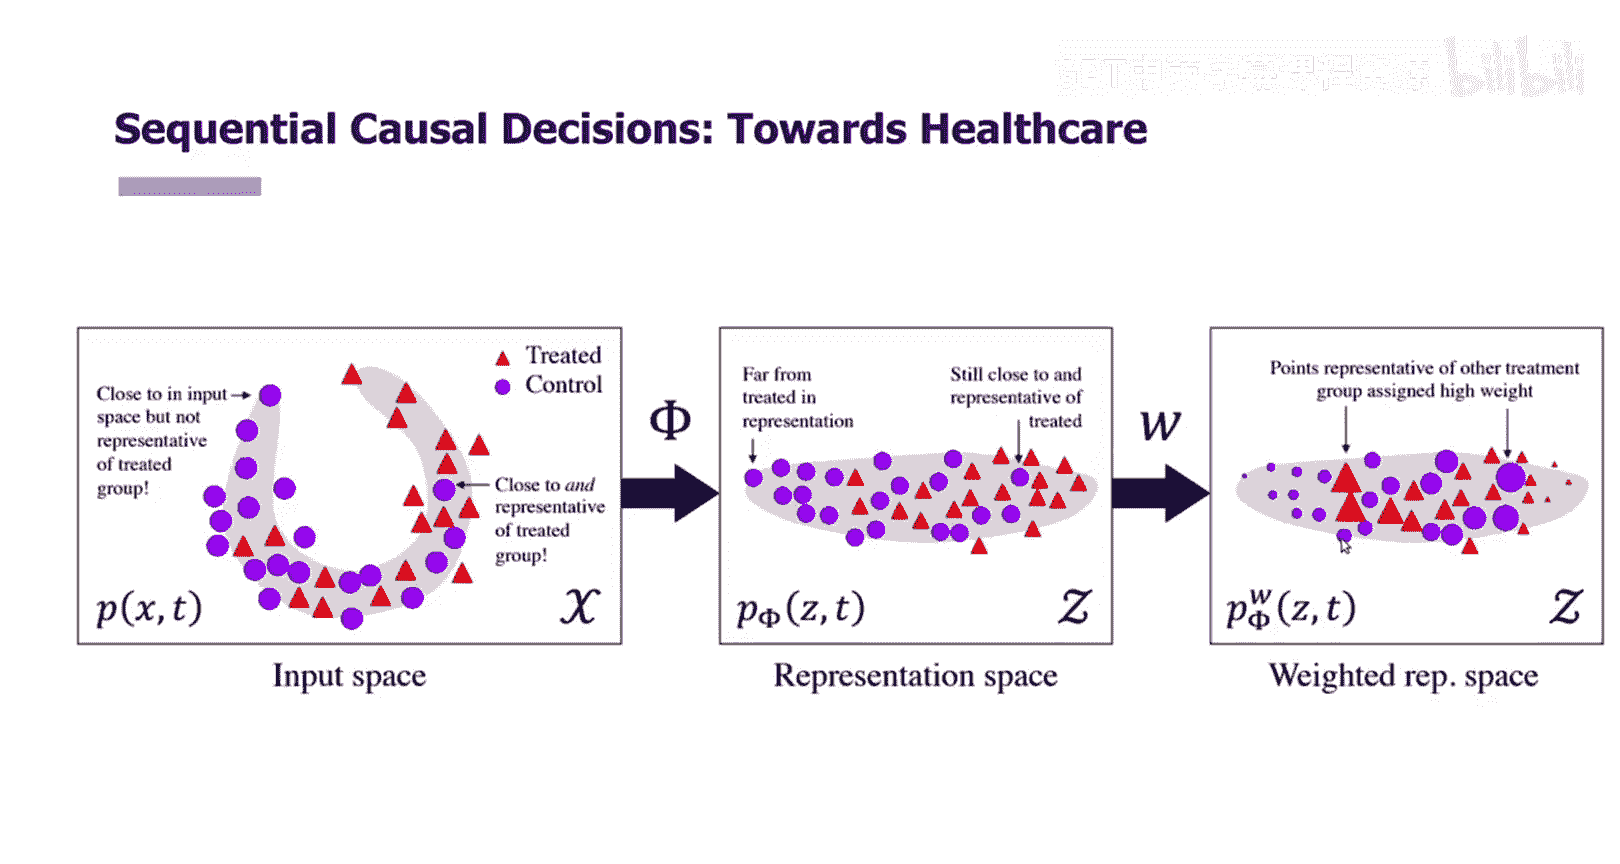 bilibili
Sequential Causal Decisions: Towards Healthcare
Treated
Control
Close to in input
space but not
representative
of treated
group!
Close to and
representative
of treated
group!
p(x, t)
𝒳
Input space
Φ
Far from
treated in
representation
Still close to and
representative of
treated
p_Φ(z, t)
𝒵
Representation space
w
Points representative of other treatment
group assigned high weight
p_Φ^w(z, t)
𝒵
Weighted rep. space